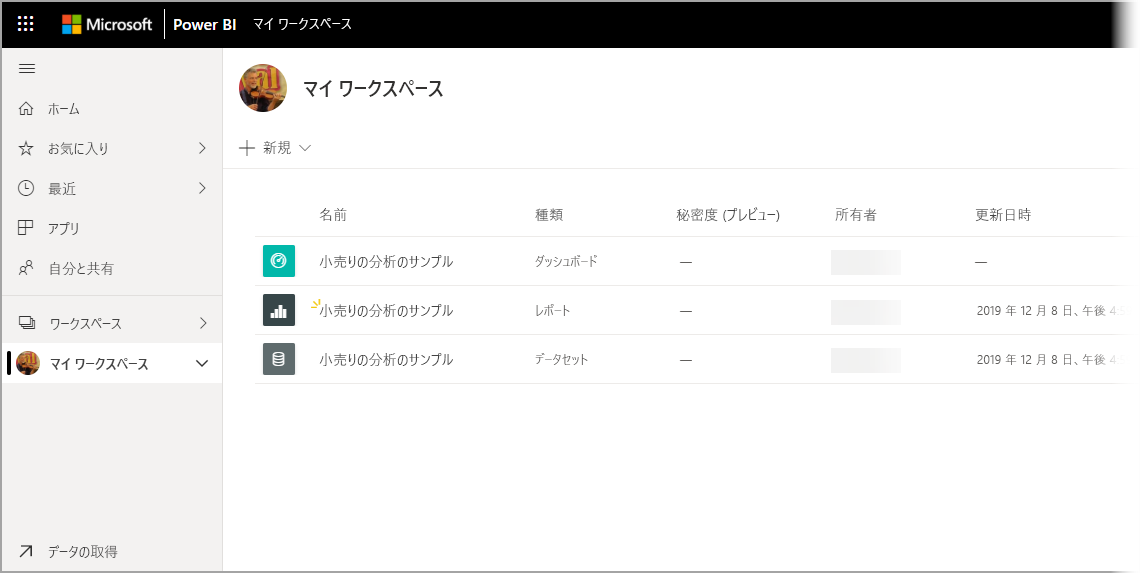 Microsoft Power BI マイ ワークスペース
マイ ワークスペース
ホーム
お気に入り
新規
最近
アプリ
自分と共有
ワークスペース
マイ ワークスペース
データの取得
名前 種類 秘密度 (プレビュー) 所有者 更新日時
小売りの分析のサンプル ダッシュボード — —
小売りの分析のサンプル レポート — 2019 年 12 月 8 日、午後 4
小売りの分析のサンプル データセット — 2019 年 12 月 8 日、午後 4